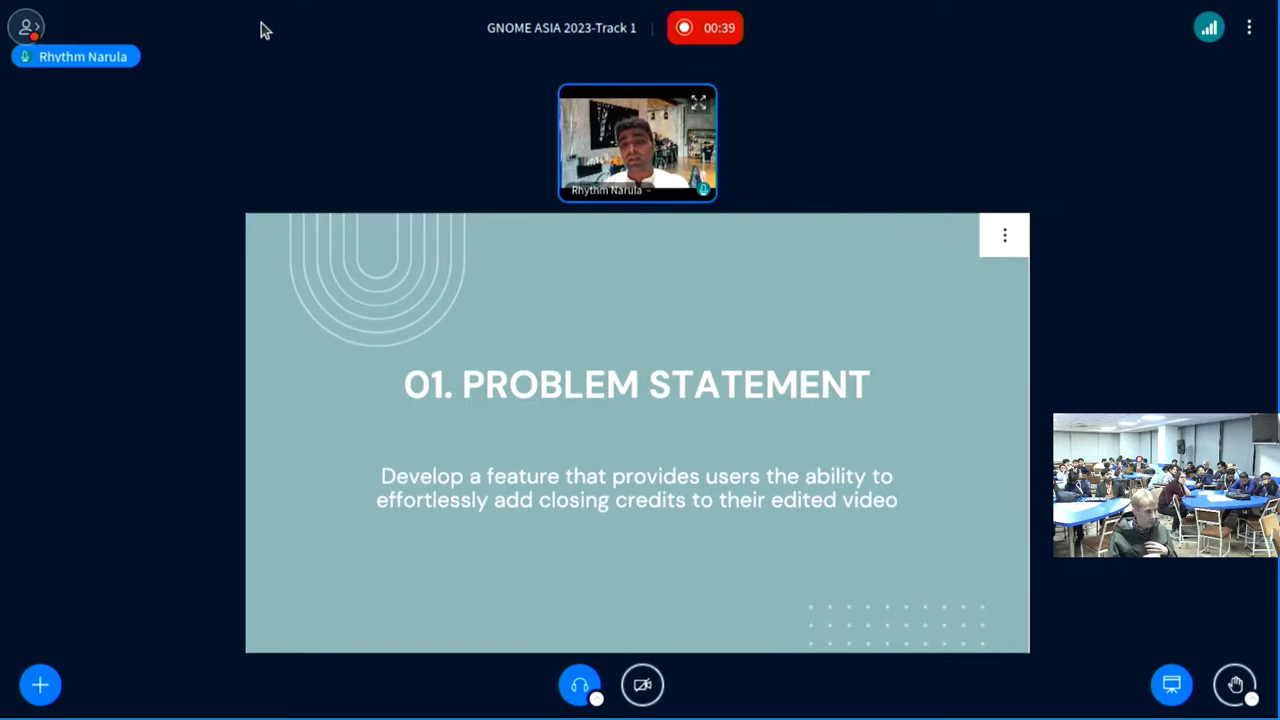 GNOME ASIA 2023-Track 1
00:39
Rhythm Narula
Rhythm Narula
01. PROBLEM STATEMENT
Develop a feature that provides users the ability to
effortlessly add closing credits to their edited video